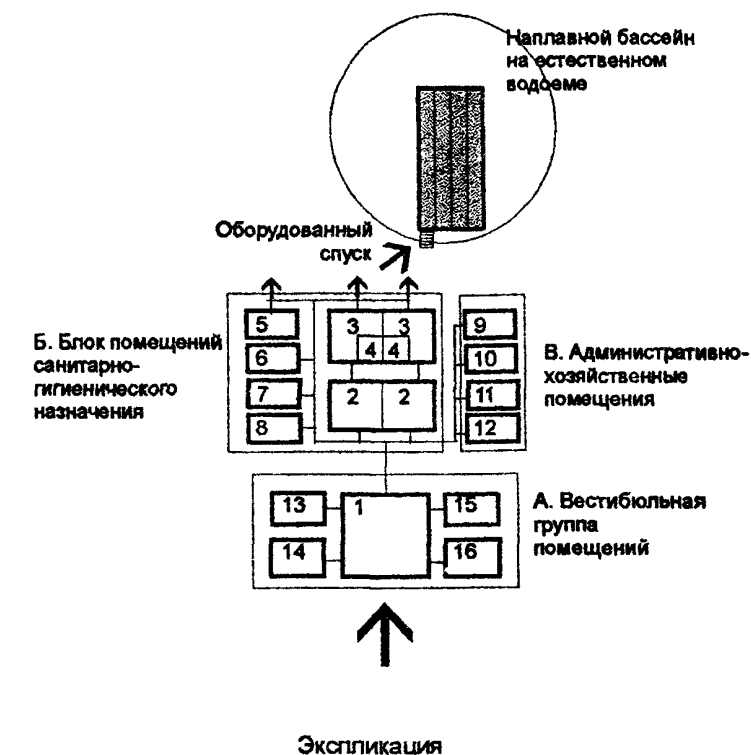 Наплавной бассейн
на естественном
водоеме
Оборудованный
спуск
Б. Блок помещений
санитарно-
гигиенического
назначения
5
6
7
8
3 3
4 4
2 2
9
10
11
12
В. Административно-
хозяйственные
помещения
13
14
1
15
16
А. Вестибюльная
группа
помещений
Экспликация